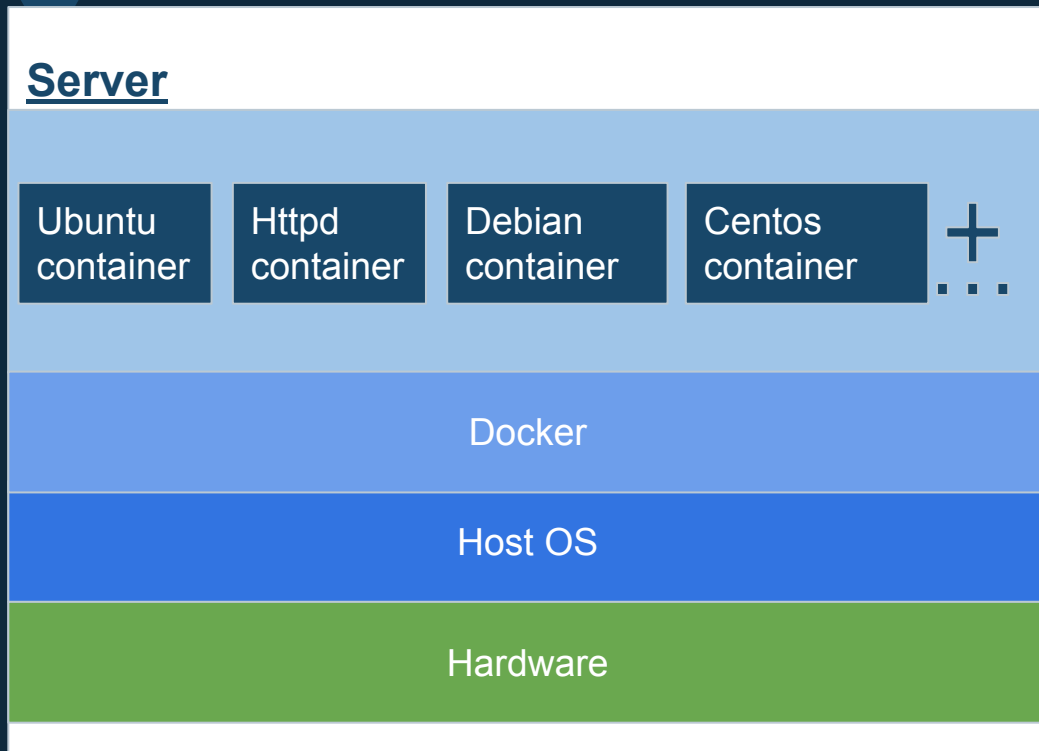 Server
Ubuntu
container
Httpd
container
Debian
container
Centos
container
+
...
Docker
Host OS
Hardware